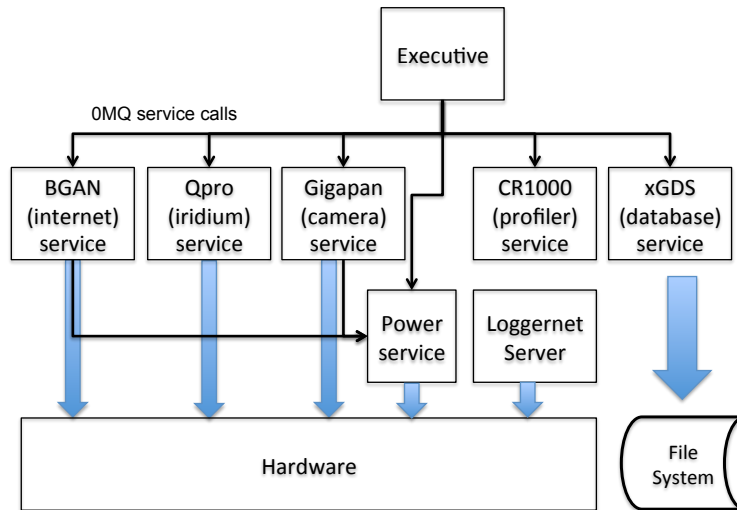 Executive
0MQ service calls
BGAN
(internet)
service
Qpro
(iridium)
service
Gigapan
(camera)
service
CR1000
(profiler)
service
xGDS
(database)
service
Power
service
Loggernet
Server
Hardware
File
System